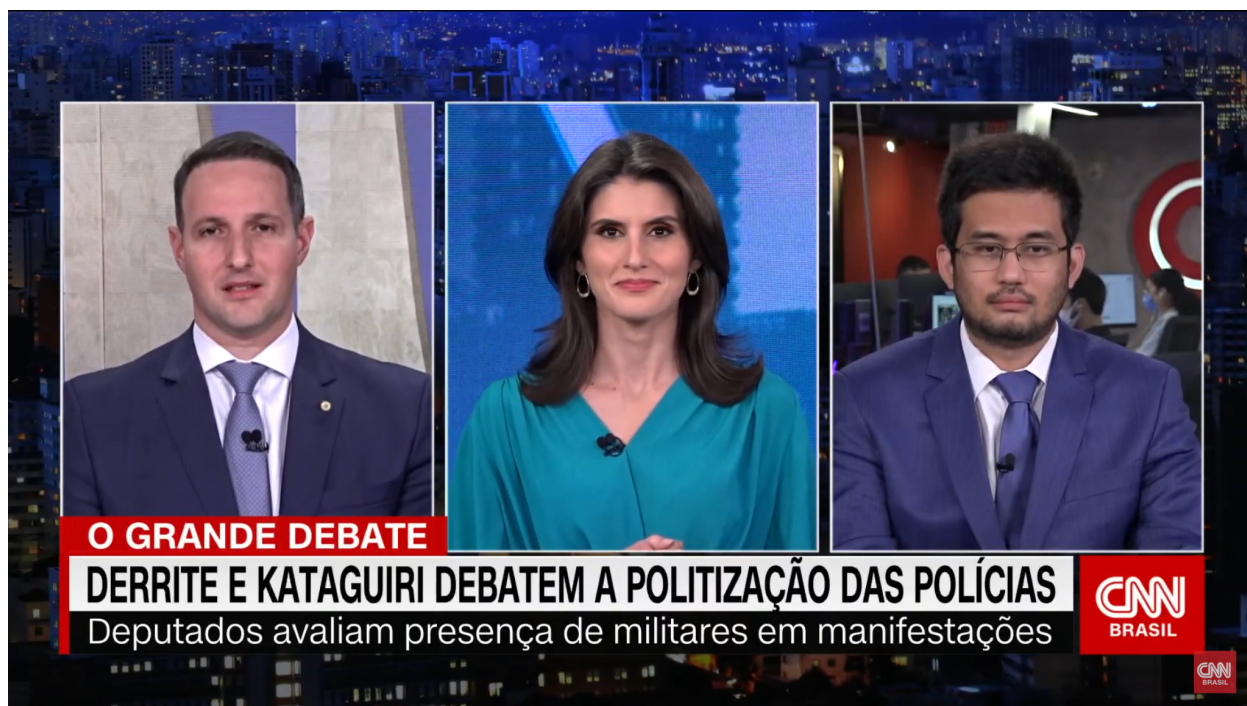 O GRANDE DEBATE
DERRITE E KATAGUIRI DEBATEM A POLITIZAÇÃO DAS POLÍCIAS
Deputados avaliam presença de militares em manifestações
CNN
BRASIL
CNN
BRASIL